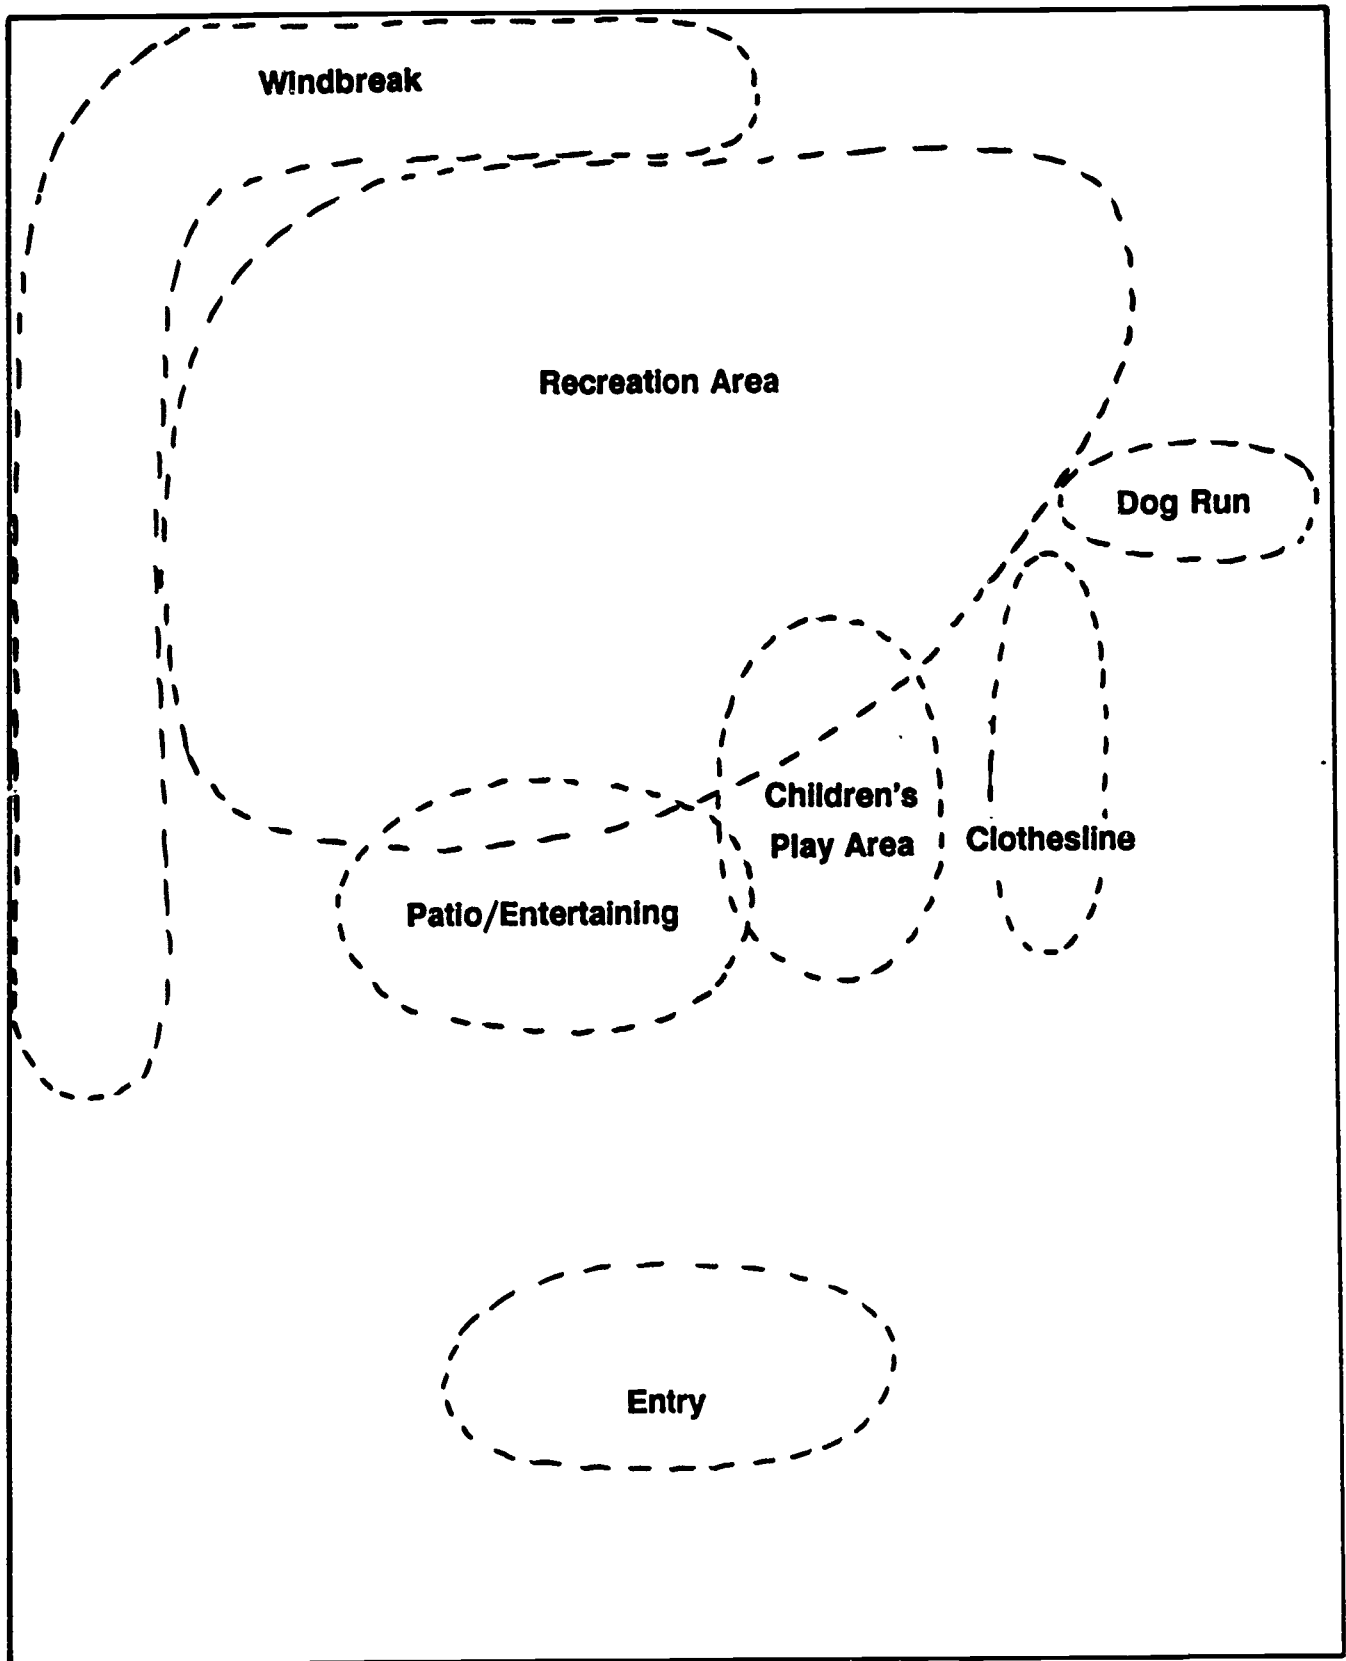 Windbreak
Recreation Area
Dog Run
Children's
Play Area
Clothesline
Patio/Entertaining
Entry